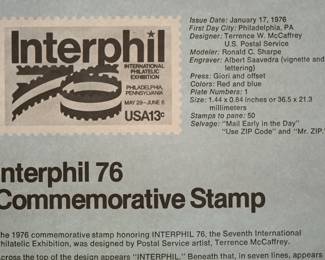 Interphil
INTERNATIONAL
PHILATELIC
EXHIBITION
PHILADELPHIA,
PENNSYLVANIA
MAY 29-JUNE 6
USA13c
Issue Date: January 17, 1976
First Day City: Philadelphia, PA
Designer: Terrence W. McCaffrey
U.S. Postal Service
Modeler: Ronald C. Sharpe
Engraver: Albert Saavedra (vignette and
lettering)
Press: Giori and offset
Colors: Red and blue
Plate Numbers: 1
Size: 1.44 x 0.84 inches or 36.5 x 21.3
millimeters
Stamps to pane: 50
Selvage: "Mail Early in the Day"
"Use ZIP Code" and "Mr. ZIP."
nterphil 76
Commemorative Stamp
he 1976 commemorative stamp honoring INTERPHIL 76, the Seventh International
hilatelic Exhibition, was designed by Postal Service artist, Terrence McCaffrey.
cross the top of the design appears "INTERPHIL." Beneath that, in seven lines, appears